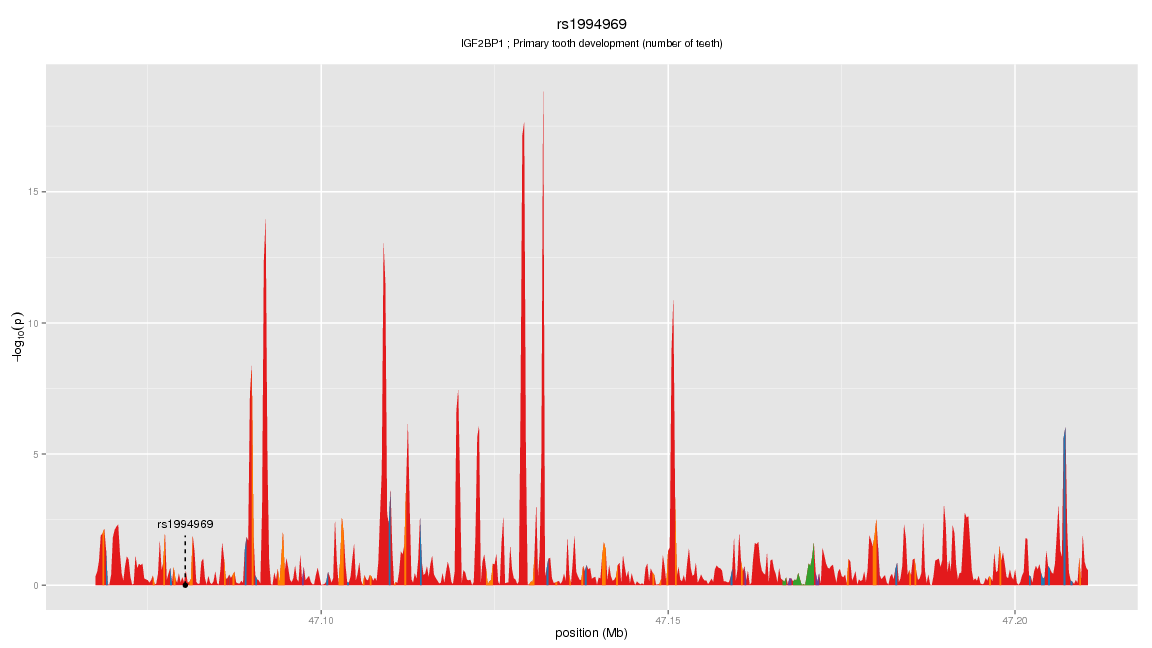 rs1994969
IGF2BP1 ; Primary tooth development (number of teeth)
−log10(p)
15
10
5
0
rs1994969
47.10
47.15
47.20
position (Mb)